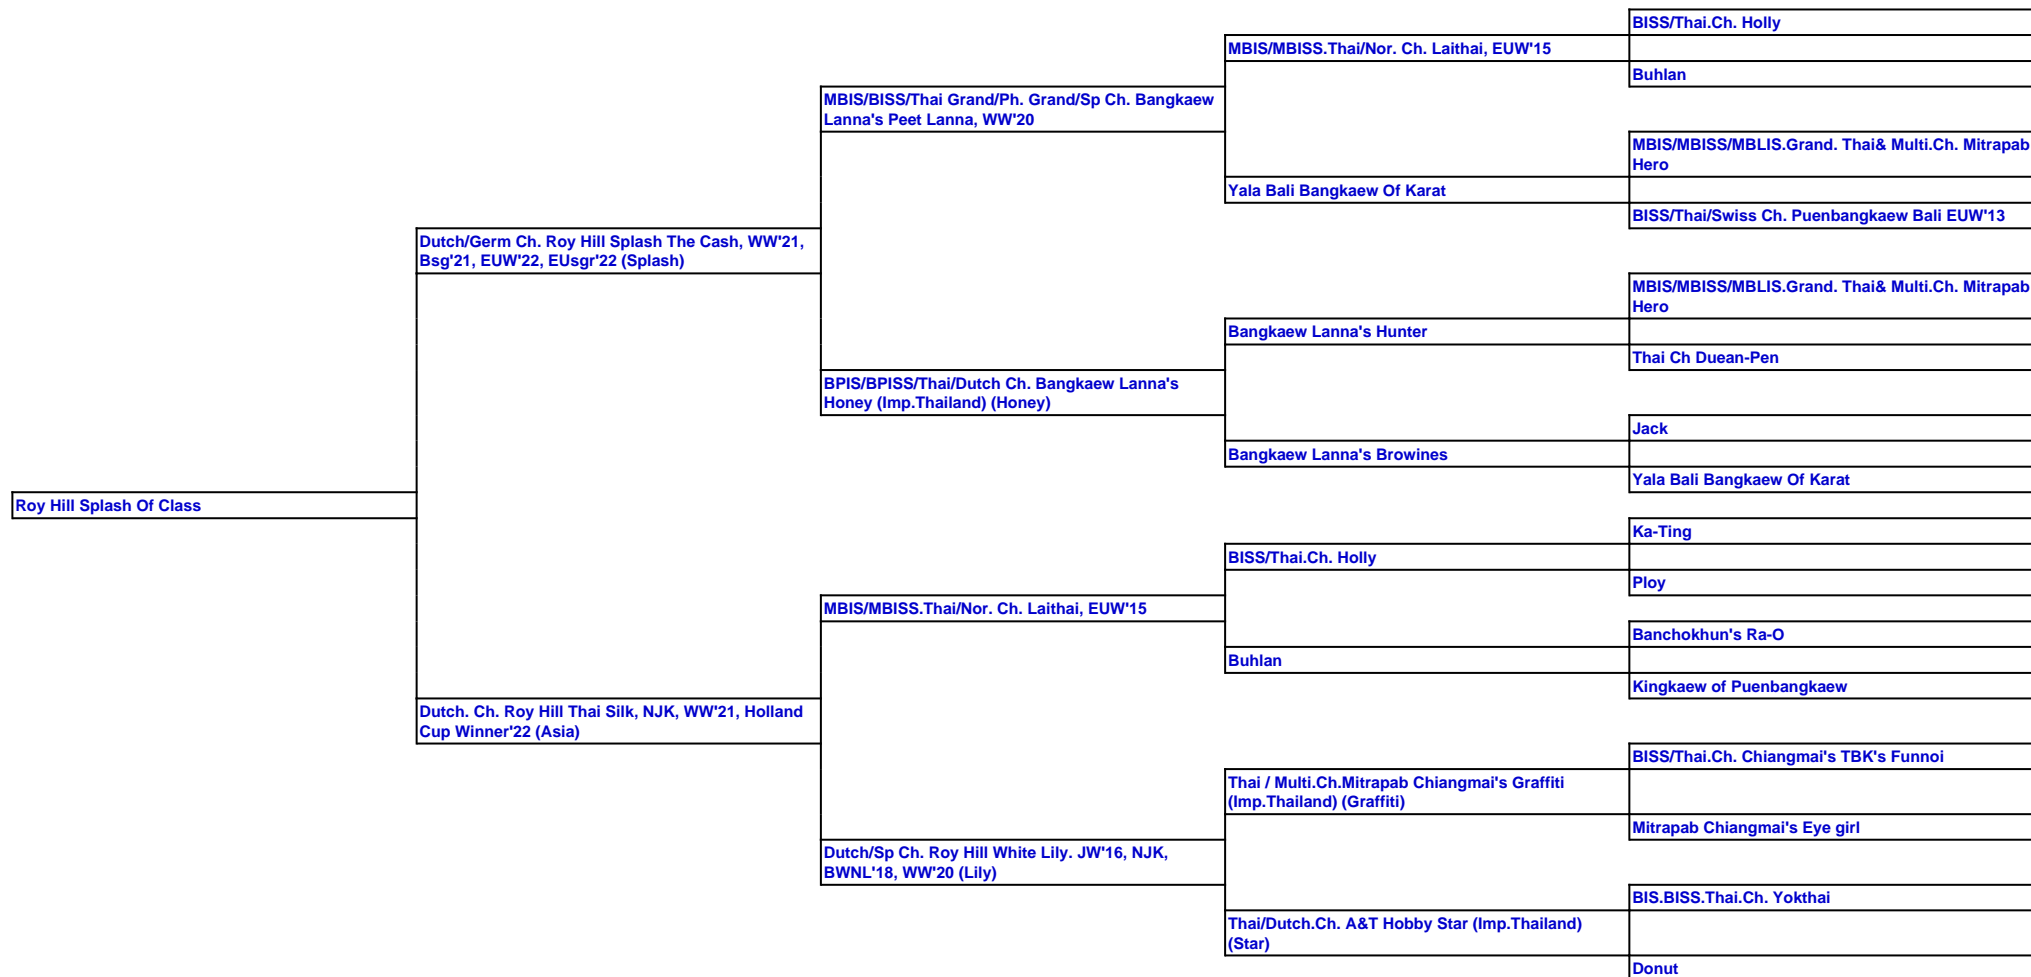 BISS/Thai.Ch. Holly
MBIS/MBISS.Thai/Nor. Ch. Laithai, EUW'15
Buhlan
MBIS/BISS/Thai Grand/Ph. Grand/Sp Ch. Bangkaew
Lanna's Peet Lanna, WW'20
MBIS/MBISS/MBLIS.Grand. Thai& Multi.Ch. Mitrapab
Hero
Yala Bali Bangkaew Of Karat
BISS/Thai/Swiss Ch. Puenbangkaew Bali EUW'13
Dutch/Germ Ch. Roy Hill Splash The Cash, WW'21,
Bsg'21, EUW'22, EUsgr'22 (Splash)
MBIS/MBISS/MBLIS.Grand. Thai& Multi.Ch. Mitrapab
Hero
Bangkaew Lanna's Hunter
Thai Ch Duean-Pen
BPIS/BPISS/Thai/Dutch Ch. Bangkaew Lanna's
Honey (Imp.Thailand) (Honey)
Jack
Bangkaew Lanna's Browines
Yala Bali Bangkaew Of Karat
Roy Hill Splash Of Class
Ka-Ting
BISS/Thai.Ch. Holly
Ploy
MBIS/MBISS.Thai/Nor. Ch. Laithai, EUW'15
Banchokhun's Ra-O
Buhlan
Kingkaew of Puenbangkaew
Dutch. Ch. Roy Hill Thai Silk, NJK, WW'21, Holland
Cup Winner'22 (Asia)
BISS/Thai.Ch. Chiangmai's TBK's Funnoi
Thai / Multi.Ch.Mitrapab Chiangmai's Graffiti
(Imp.Thailand) (Graffiti)
Mitrapab Chiangmai's Eye girl
Dutch/Sp Ch. Roy Hill White Lily. JW'16, NJK,
BWNL'18, WW'20 (Lily)
BIS.BISS.Thai.Ch. Yokthai
Thai/Dutch.Ch. A&T Hobby Star (Imp.Thailand)
(Star)
Donut